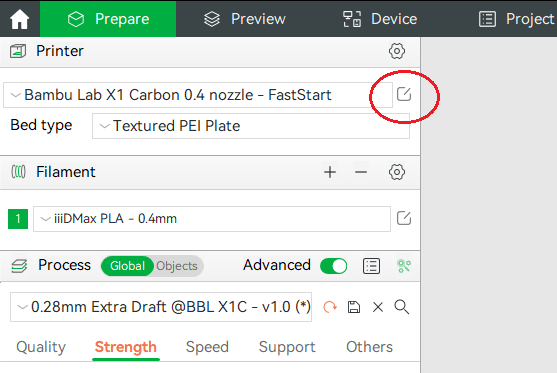 Prepare Preview Device Project
Printer
Bambu Lab X1 Carbon 0.4 nozzle - FastStart
Bed type Textured PEI Plate
Filament
1 iiiDMax PLA - 0.4mm
Process Global Objects Advanced
0.28mm Extra Draft @BBL X1C - v1.0 (*)
Quality Strength Speed Support Others